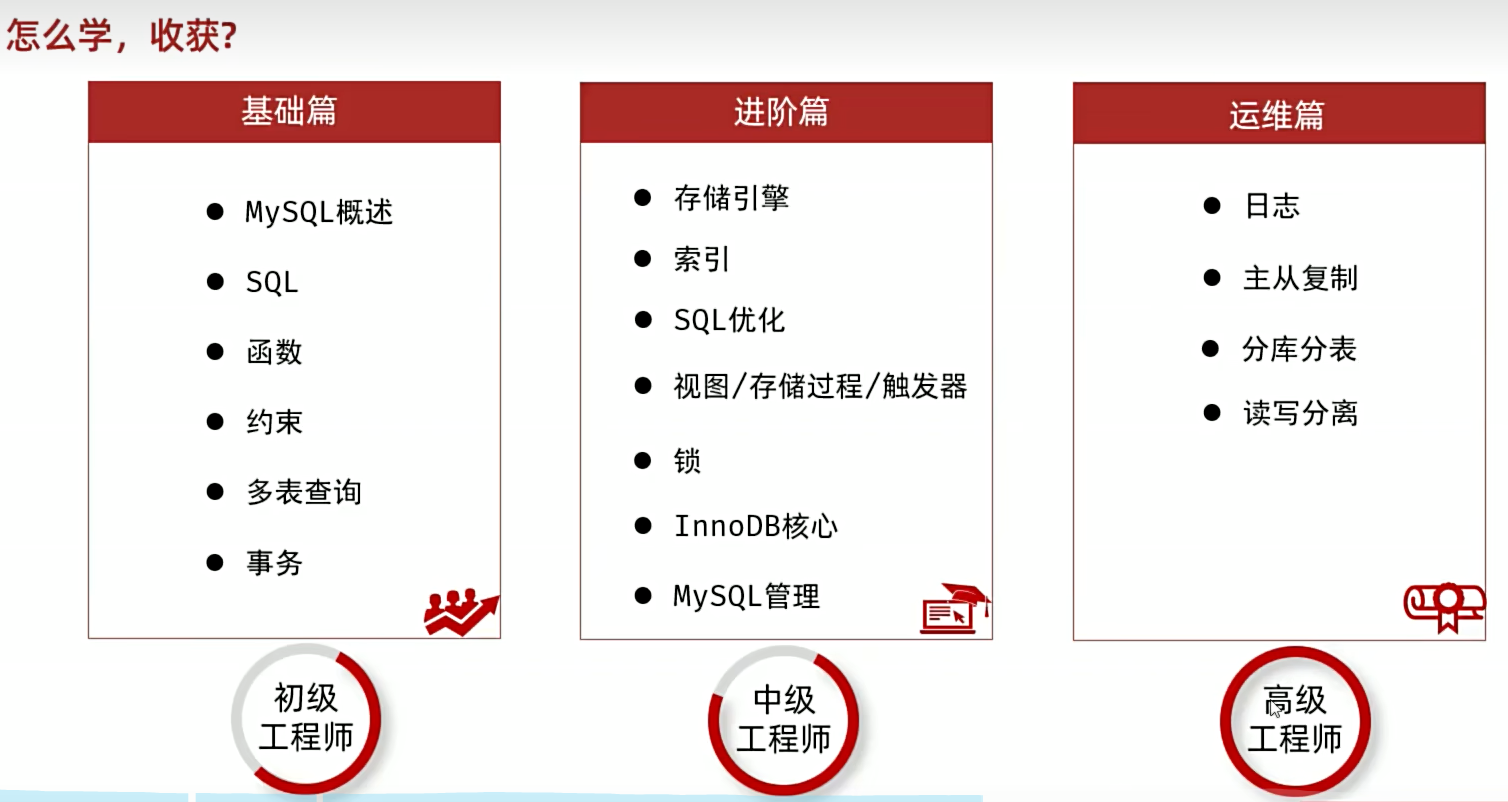 怎么学，收获?
基础篇
MySQL概述
SQL
函数
约束
多表查询
事务
初级
工程师
进阶篇
存储引擎
索引
SQL优化
视图/存储过程/触发器
锁
InnoDB核心
MySQL管理
中级
工程师
运维篇
日志
主从复制
分库分表
读写分离
高级
工程师